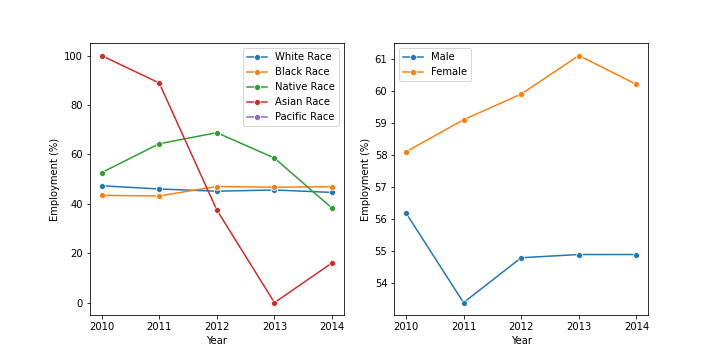 100
80
60
40
20
0
Employment (%)
2010 2011 2012 2013 2014
Year
White Race
Black Race
Native Race
Asian Race
Pacific Race
61
60
59
58
57
56
55
54
Employment (%)
2010 2011 2012 2013 2014
Year
Male
Female